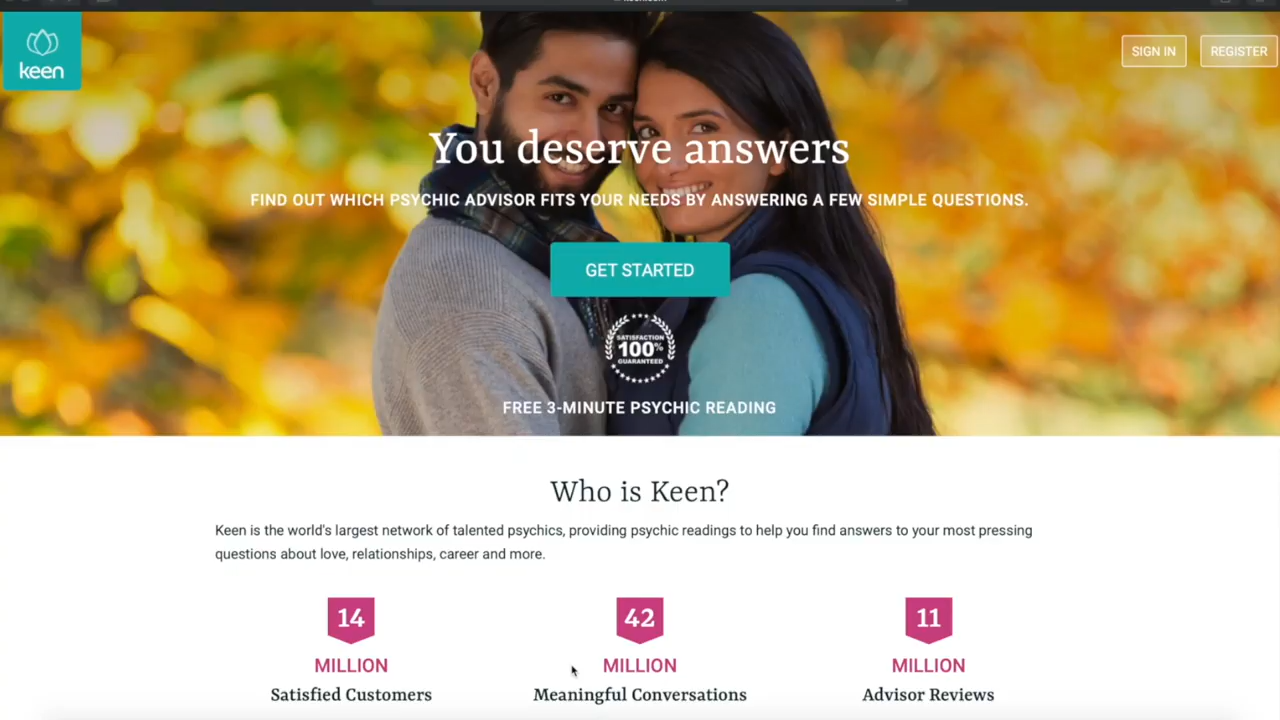 keen
SIGN IN
REGISTER
You deserve answers
FIND OUT WHICH PSYCHIC ADVISOR FITS YOUR NEEDS BY ANSWERING A FEW SIMPLE QUESTIONS.
GET STARTED
SATISFACTION
100%
GUARANTEED
FREE 3-MINUTE PSYCHIC READING
Who is Keen?
Keen is the world's largest network of talented psychics, providing psychic readings to help you find answers to your most pressing
questions about love, relationships, career and more.
14
42
11
MILLION
MILLION
MILLION
Satisfied Customers
Meaningful Conversations
Advisor Reviews